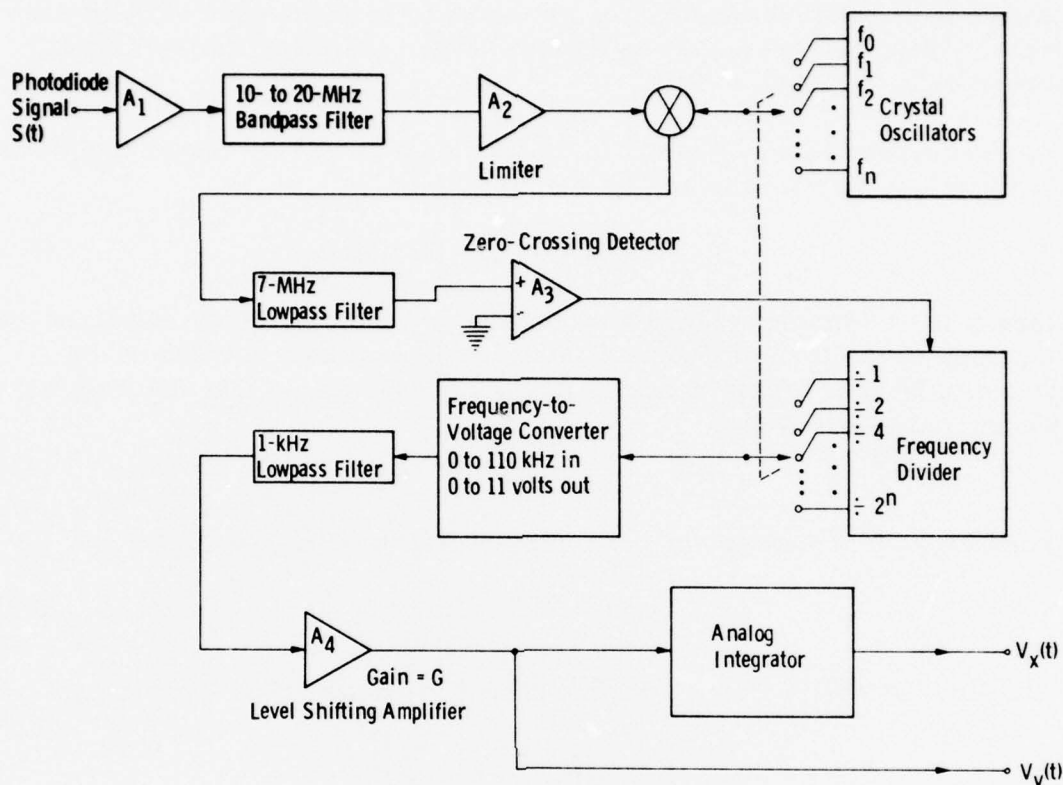 Photodiode
Signal
S(t)
A1
10- to 20-MHz
Bandpass Filter
A2
Limiter
f0
f1
f2
fn
Crystal
Oscillators
Zero-Crossing Detector
7-MHz
Lowpass Filter
+
-
A3
÷ 1
÷ 2
÷ 4
÷ 2^n
Frequency
Divider
Frequency-to-
Voltage Converter
0 to 110 kHz in
0 to 11 volts out
1-kHz
Lowpass Filter
A4
Gain = G
Level Shifting Amplifier
Analog
Integrator
Vx(t)
Vv(t)